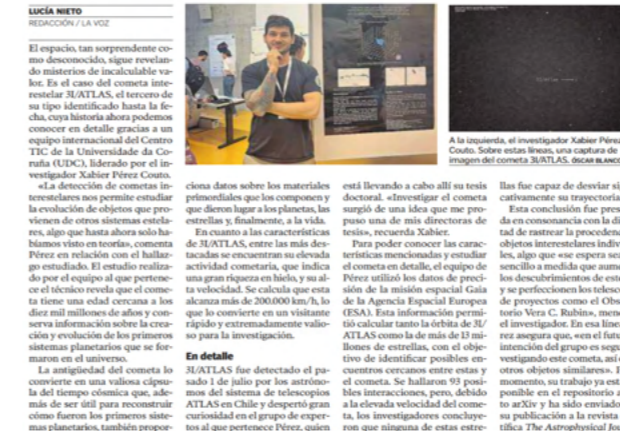 LUCÍA NIETO
REDACCIÓN / LA VOZ
El espacio, tan sorprendente co-
mo desconocido, sigue revelan-
do misterios de incalculable va-
lor. Es el caso del cometa inte-
restelar 3I/ATLAS, el tercero de
su tipo identificado hasta la fe-
cha, cuya historia ahora podemos
conocer en detalle gracias a un
equipo internacional del Centro
TIC de la Universidade da Co-
ruña (UDC), liderado por el in-
vestigador Xabier Pérez Couto.
«La detección de cometas in-
terestelares nos permite estudiar
la evolución de objetos que pro-
vienen de otros sistemas estela-
res, algo que hasta ahora solo ha-
bíamos visto en teoría», comenta
Pérez en relación con el hallaz-
go estudiado. El estudio realiza-
do por el equipo al que pertene-
ce el técnico revela que el come-
ta tiene una edad cercana a los
diez mil millones de años y con-
serva información sobre la crea-
ción y evolución de los primeros
sistemas planetarios que se for-
maron en el universo.
La antigüedad del cometa lo
convierte en una valiosa cápsu-
la del tiempo cósmica que, ade-
más de ser útil para reconstruir
cómo fueron los primeros siste-
mas planetarios, también propor-
ciona datos sobre los materiales
primordiales que los componen y
que dieron lugar a los planetas, las
estrellas y, finalmente, a la vida.
En cuanto a las características
de 3I/ATLAS, entre las más des-
tacadas se encuentran su elevada
actividad cometaria, que indica
una gran riqueza en hielo, y su al-
ta velocidad. Se calcula que esta
alcanza más de 200.000 km/h, lo
que lo convierte en un visitante
rápido y extremadamente valio-
so para la investigación.
En detalle
3I/ATLAS fue detectado el pa-
sado 1 de julio por los astróno-
mos del sistema de telescopios
ATLAS en Chile y despertó gran
curiosidad en el grupo de exper-
tos al que pertenece Pérez, quien
está llevando a cabo allí su tesis
doctoral. «Investigar el cometa
surgió de una idea que me pro-
puso una de mis directoras de
tesis», recuerda Xabier.
Para poder conocer las carac-
terísticas mencionadas y estudiar
el cometa en detalle, el equipo de
Pérez utilizó los datos de preci-
sión de la misión espacial Gaia
de la Agencia Espacial Europea
(ESA). Esta información permi-
tió calcular tanto la órbita de 3I/
ATLAS como la de más de 13 mi-
llones de estrellas, con el obje-
tivo de identificar posibles en-
cuentros cercanos entre estas y
el cometa. Se hallaron 93 posi-
bles interacciones, pero, debido
a la elevada velocidad del come-
ta, los investigadores concluye-
ron que ninguna de estas estre-
A la izquierda, el investigador Xabier Pérez
Couto. Sobre estas líneas, una captura de
imagen del cometa 3I/ATLAS. ÓSCAR BLANCO
llas fue capaz de desviar sig
cativamente su trayectoria
Esta conclusión fue pres
da en consonancia con la di
tad de rastrear la procedenc
objetos interestelares indiv
les, algo que «se espera sea
sencillo a medida que aume
los descubrimientos de est
y se perfeccionen los telesco
de proyectos como el Obs
torio Vera C. Rubin», menc
el investigador. En esa línea
rez asegura que, «en el futu
intención del grupo es segu
vestigando este cometa, así c
otros objetos similares». I
momento, su trabajo ya est
ponible en el repositorio a
to arXiv y ha sido enviado
su publicación a la revista
tífica The Astrophysical Jou